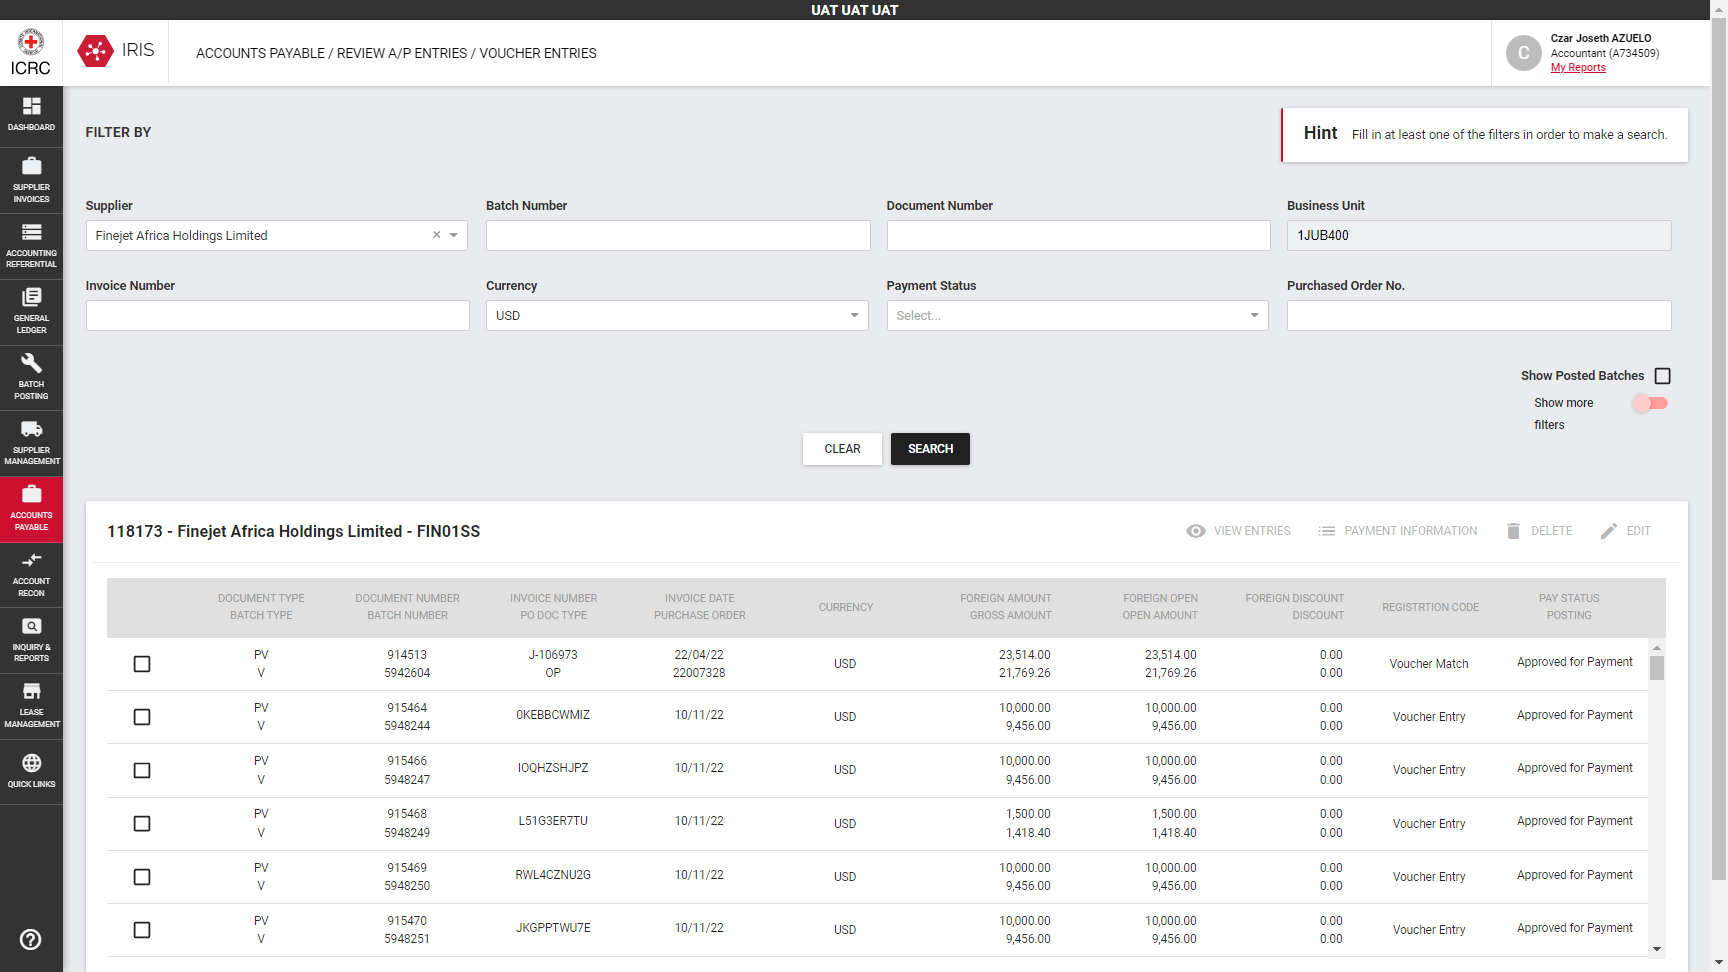 UAT UAT UAT
ICRC
IRIS
ACCOUNTS PAYABLE / REVIEW A/P ENTRIES / VOUCHER ENTRIES
C
Czar Joseth AZUELO
Accountant (A734509)
My Reports
DASHBOARD
SUPPLIER
INVOICES
ACCOUNTING
REFERENTIAL
GENERAL
LEDGER
BATCH
POSTING
SUPPLIER
MANAGEMENT
ACCOUNTS
PAYABLE
ACCOUNT
RECON
INQUIRY &
REPORTS
LEASE
MANAGEMENT
QUICK LINKS
FILTER BY
Hint Fill in at least one of the filters in order to make a search.
Supplier Batch Number Document Number Business Unit
Finejet Africa Holdings Limited × 1JUB400
Invoice Number Currency Payment Status Purchased Order No.
USD Select...
Show Posted Batches
Show more
filters
CLEAR SEARCH
118173 - Finejet Africa Holdings Limited - FIN01SS
VIEW ENTRIES PAYMENT INFORMATION DELETE EDIT
DOCUMENT TYPE DOCUMENT NUMBER INVOICE NUMBER INVOICE DATE CURRENCY FOREIGN AMOUNT FOREIGN OPEN FOREIGN DISCOUNT REGISTRTION CODE PAY STATUS
BATCH TYPE BATCH NUMBER PO DOC TYPE PURCHASE ORDER GROSS AMOUNT OPEN AMOUNT DISCOUNT POSTING
PV 914513 J-106973 22/04/22 USD 23,514.00 23,514.00 0.00 Voucher Match Approved for Payment
V 5942604 OP 22007328 21,769.26 21,769.26 0.00
PV 915464 0KEBBCWMIZ 10/11/22 USD 10,000.00 10,000.00 0.00 Voucher Entry Approved for Payment
V 5948244 9,456.00 9,456.00 0.00
PV 915466 IOQHZSHJPZ 10/11/22 USD 10,000.00 10,000.00 0.00 Voucher Entry Approved for Payment
V 5948247 9,456.00 9,456.00 0.00
PV 915468 L51G3ER7TU 10/11/22 USD 1,500.00 1,500.00 0.00 Voucher Entry Approved for Payment
V 5948249 1,418.40 1,418.40 0.00
PV 915469 RWL4CZNU2G 10/11/22 USD 10,000.00 10,000.00 0.00 Voucher Entry Approved for Payment
V 5948250 9,456.00 9,456.00 0.00
PV 915470 JKGPPTWU7E 10/11/22 USD 10,000.00 10,000.00 0.00 Voucher Entry Approved for Payment
V 5948251 9,456.00 9,456.00 0.00